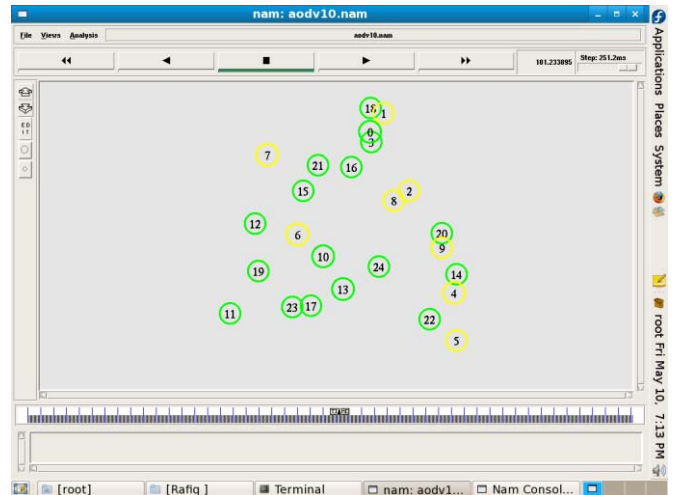 nam: aodv10.nam
File Views Analysis aodv10.nam
101.233895 Step: 251.2ms
18 1
0
3
7
21 16
15 2
8
12
6 20
9
10
19 24 14
13 4
23 17
11 22
5
Applications Places System
root Fri May 10, 7:13 PM
[root] [Rafiq ] Terminal nam: aodv1... Nam Consol...